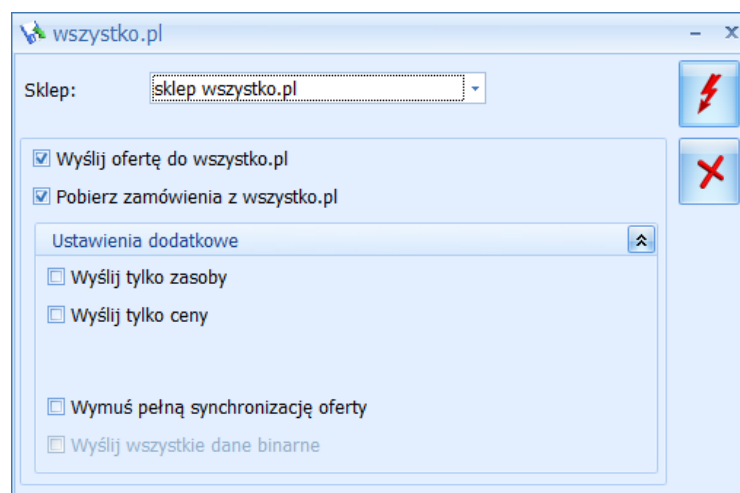 wszystko.pl
Sklep: sklep wszystko.pl
Wyślij ofertę do wszystko.pl
Pobierz zamówienia z wszystko.pl
Ustawienia dodatkowe
Wyślij tylko zasoby
Wyślij tylko ceny
Wymuś pełną synchronizację oferty
Wyślij wszystkie dane binarne